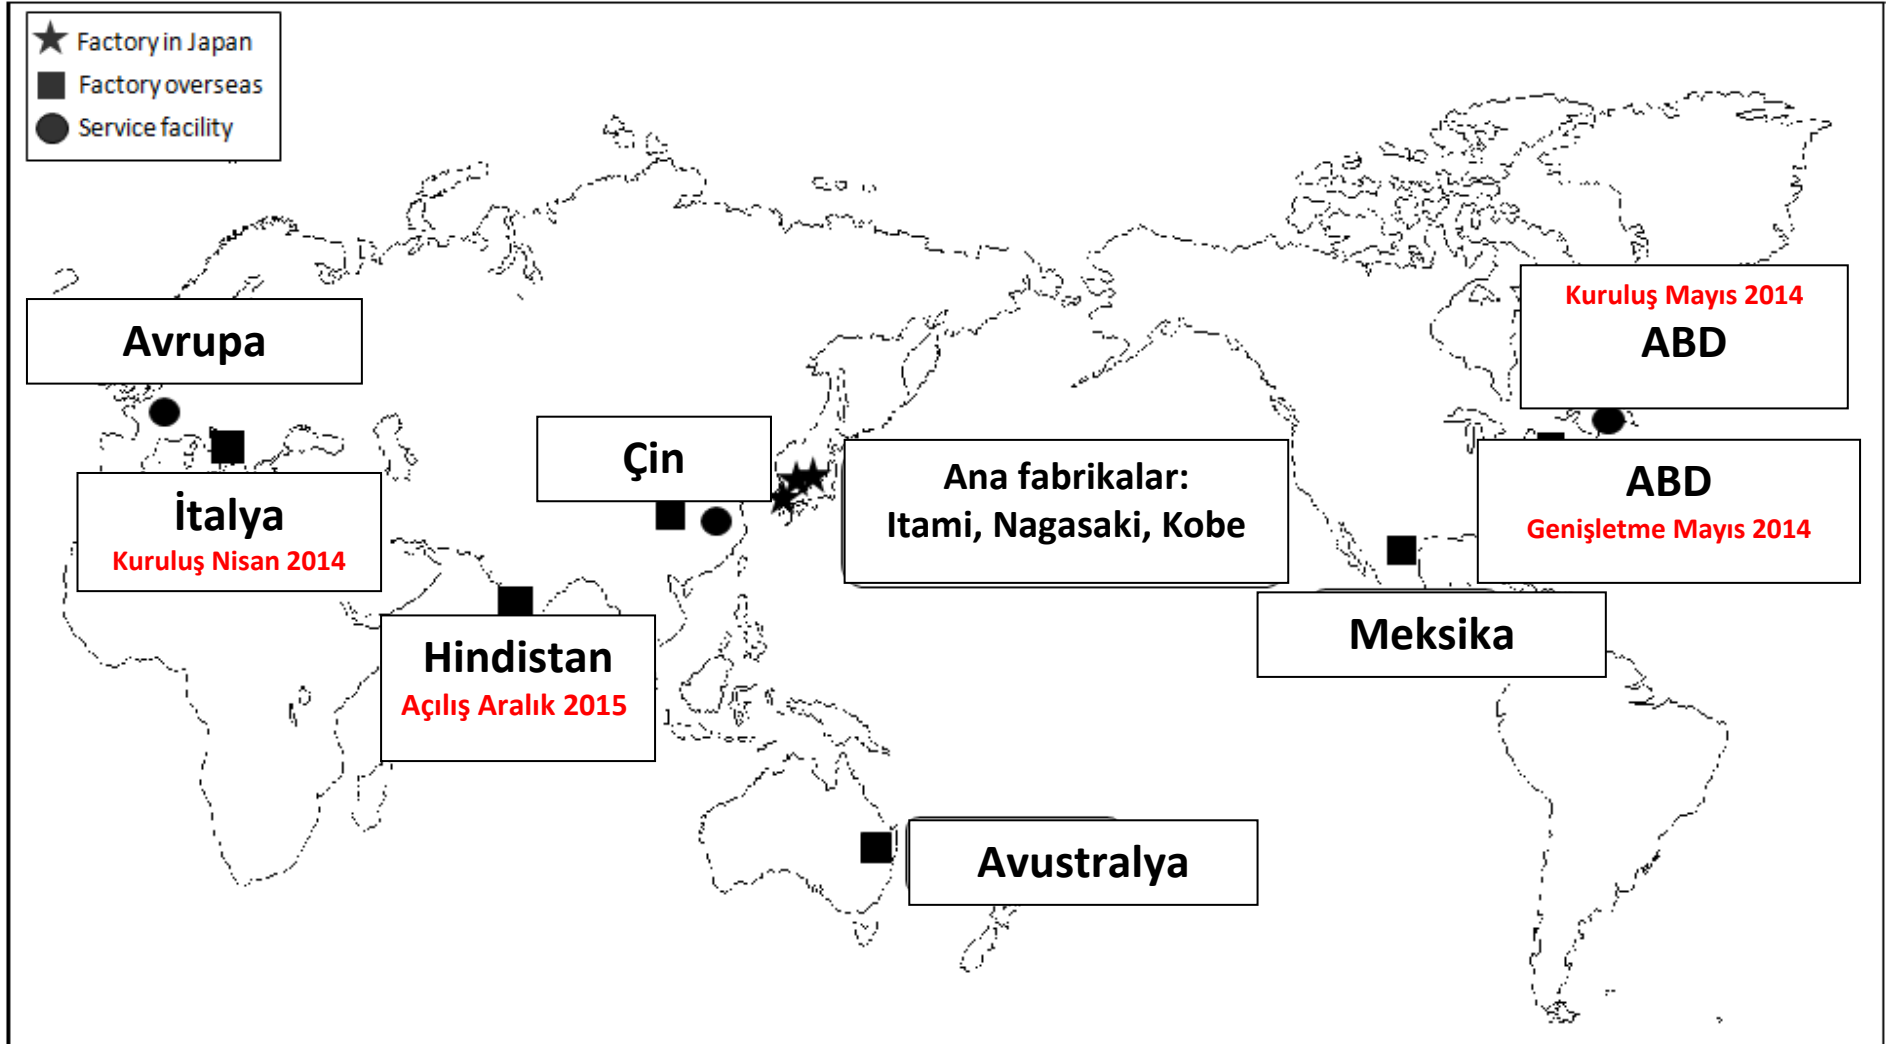 Factory in Japan
Factory overseas
Service facility
Kuruluş Mayıs 2014
ABD
Avrupa
Çin
Ana fabrikalar:
Itami, Nagasaki, Kobe
ABD
Genişletme Mayıs 2014
İtalya
Kuruluş Nisan 2014
Meksika
Hindistan
Açılış Aralık 2015
Avustralya